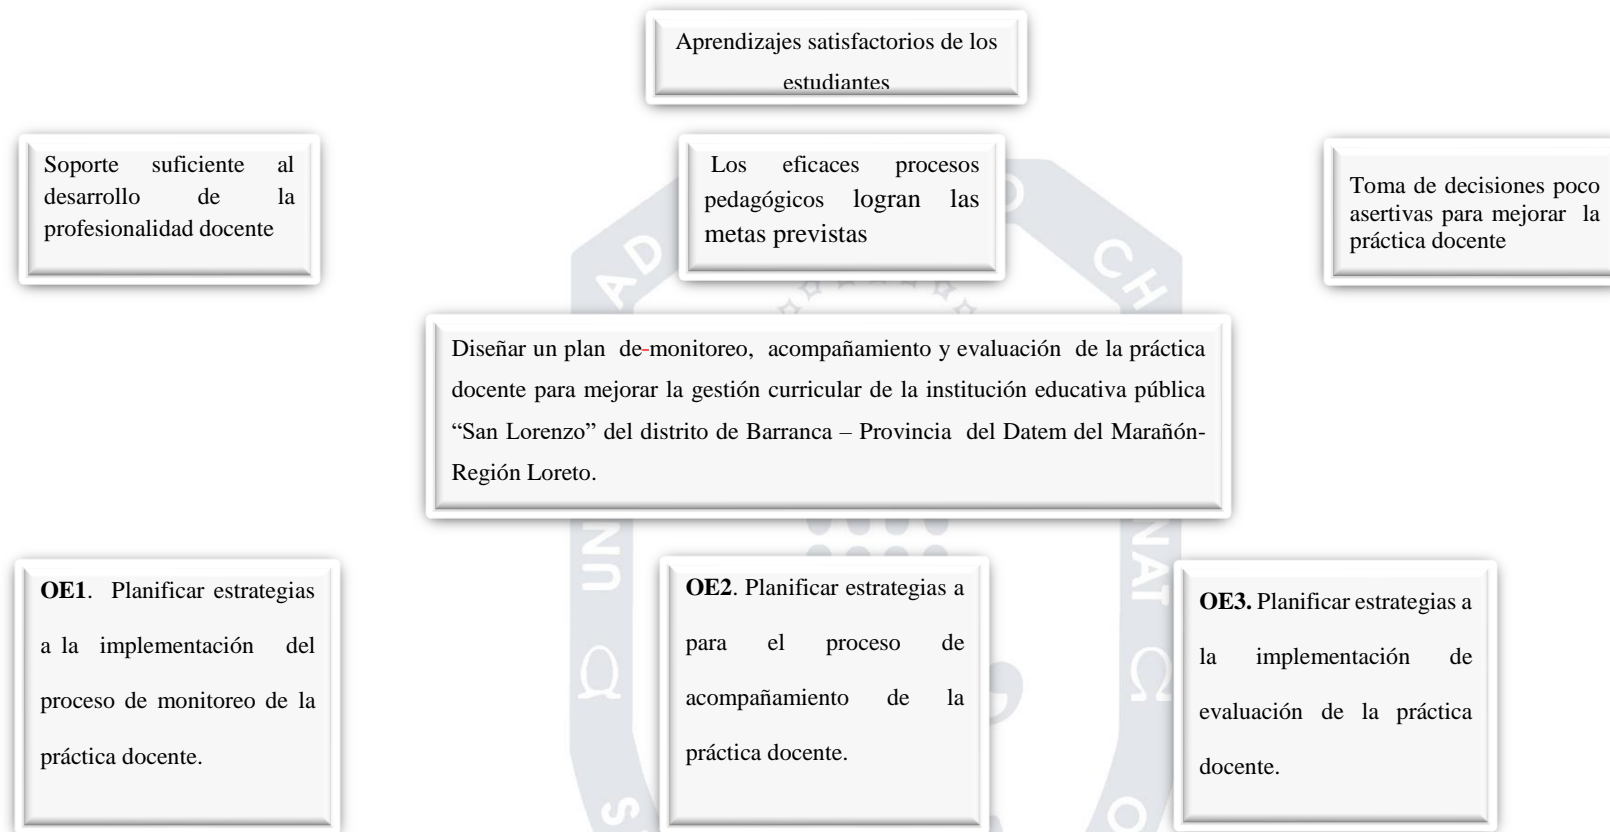 Aprendizajes satisfactorios de los
estudiantes
Soporte suficiente al
desarrollo de la
profesionalidad docente
Los eficaces procesos
pedagógicos logran las
metas previstas
Toma de decisiones poco
asertivas para mejorar la
práctica docente
Diseñar un plan de-monitoreo, acompañamiento y evaluación de la práctica
docente para mejorar la gestión curricular de la institución educativa pública
“San Lorenzo” del distrito de Barranca – Provincia del Datem del Marañón-
Región Loreto.
OE1. Planificar estrategias
a la implementación del
proceso de monitoreo de la
práctica docente.
OE2. Planificar estrategias a
para el proceso de
acompañamiento de la
práctica docente.
OE3. Planificar estrategias a
la implementación de
evaluación de la práctica
docente.